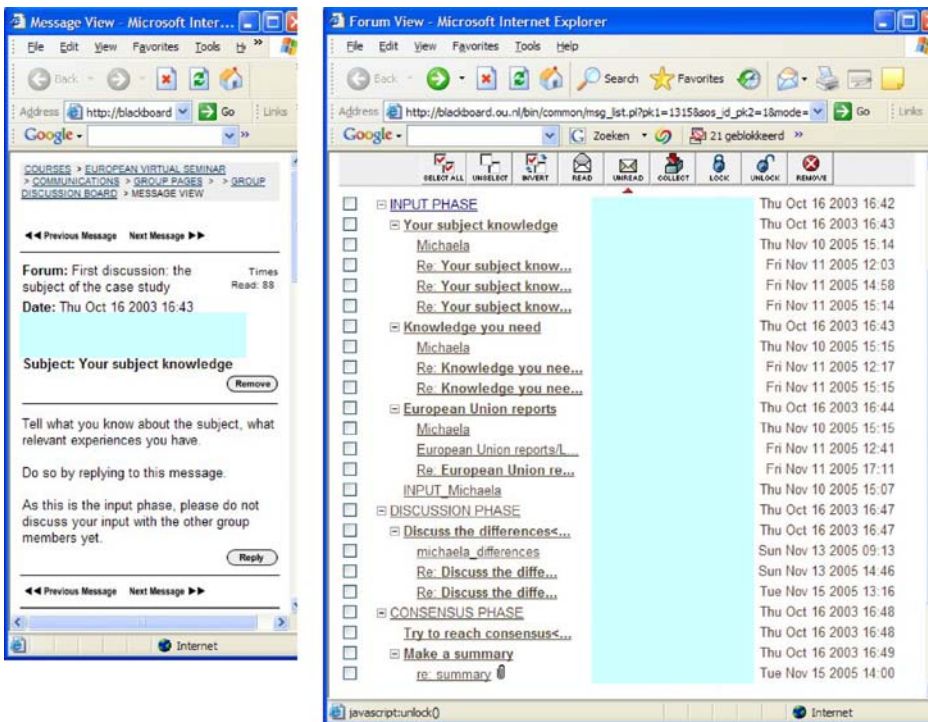 Message View - Microsoft Inter...
File Edit View Favorites Tools H »
Back
Address http://blackboard Go Links
Google »
COURSES > EUROPEAN VIRTUAL SEMINAR
> COMMUNICATIONS > GROUP PAGES > > GROUP
DISCUSSION BOARD > MESSAGE VIEW
◄◄ Previous Message Next Message ►►
Forum: First discussion: the Times
subject of the case study Read: 88
Date: Thu Oct 16 2003 16:43
Subject: Your subject knowledge
Remove
Tell what you know about the subject, what
relevant experiences you have.
Do so by replying to this message.
As this is the input phase, please do not
discuss your input with the other group
members yet.
Reply
◄◄ Previous Message Next Message ►►
Internet
Forum View - Microsoft Internet Explorer
File Edit View Favorites Tools Help
Back Search Favorites
Address http://blackboard.ou.nl/bin/common/msg_list.pl?pk1=1315&sos_id_pk2=1&mode= Go Links
Google Zoeken 21 geblokkeerd »
SELECT ALL UNSELECT INVERT READ UNREAD COLLECT LOCK UNLOCK REMOVE
INPUT PHASE Thu Oct 16 2003 16:42
Your subject knowledge Thu Oct 16 2003 16:43
Michaela Thu Nov 10 2005 15:14
Re: Your subject know... Fri Nov 11 2005 12:03
Re: Your subject know... Fri Nov 11 2005 14:58
Re: Your subject know... Fri Nov 11 2005 15:14
Knowledge you need Thu Oct 16 2003 16:43
Michaela Thu Nov 10 2005 15:15
Re: Knowledge you nee... Fri Nov 11 2005 12:17
Re: Knowledge you nee... Fri Nov 11 2005 15:15
European Union reports Thu Oct 16 2003 16:44
Michaela Thu Nov 10 2005 15:15
European Union reports/L... Fri Nov 11 2005 12:41
Re: European Union re... Fri Nov 11 2005 17:11
INPUT_Michaela Thu Nov 10 2005 15:07
DISCUSSION PHASE Thu Oct 16 2003 16:47
Discuss the differences<... Thu Oct 16 2003 16:47
michaela_differences Sun Nov 13 2005 09:13
Re: Discuss the diffe... Sun Nov 13 2005 14:46
Re: Discuss the diffe... Tue Nov 15 2005 13:16
CONSENSUS PHASE Thu Oct 16 2003 16:48
Try to reach consensus<... Thu Oct 16 2003 16:48
Make a summary Thu Oct 16 2003 16:49
re: summary Tue Nov 15 2005 14:00
javascript:unlock() Internet